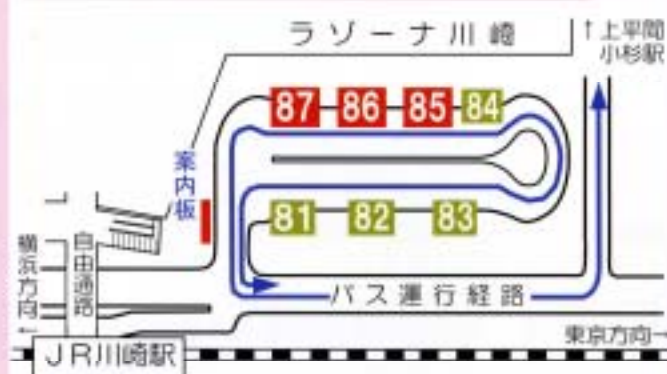 ラゾーナ川崎
↑上平間
小杉駅
87
86
85
84
案内板
81
82
83
横浜方向
←
自由通路
バス運行経路
東京方向→
JR川崎駅